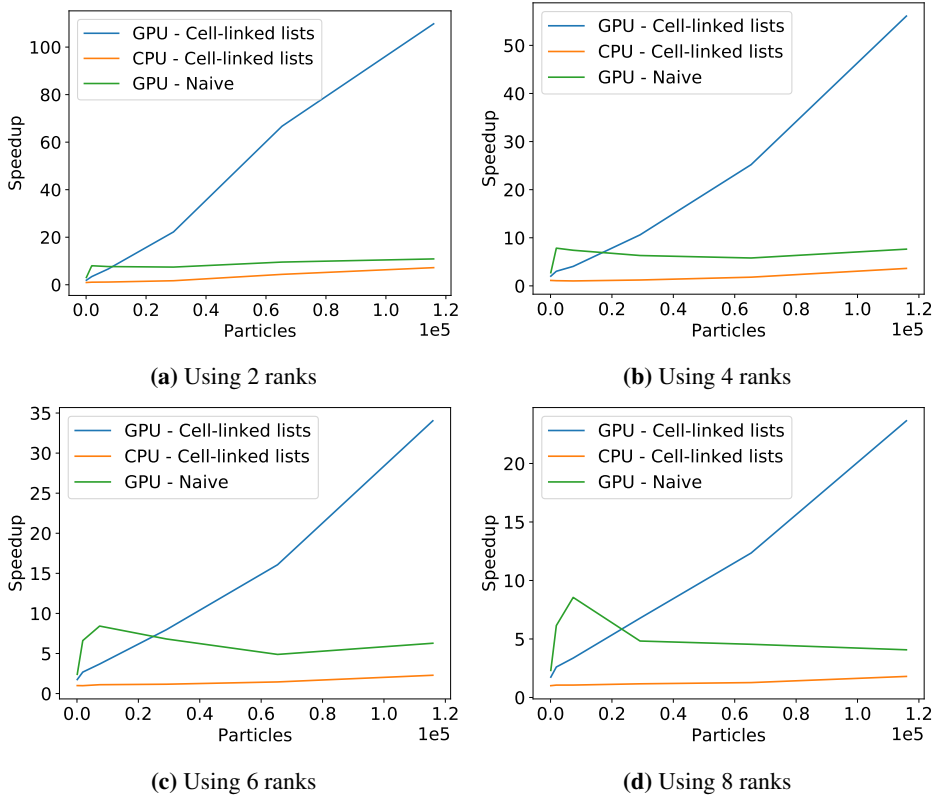 GPU - Cell-linked lists
CPU - Cell-linked lists
GPU - Naive
Speedup
100
80
60
40
20
0
0.0 0.2 0.4 0.6 0.8 1.0 1.2
Particles 1e5
(a) Using 2 ranks
GPU - Cell-linked lists
CPU - Cell-linked lists
GPU - Naive
Speedup
50
40
30
20
10
0
0.0 0.2 0.4 0.6 0.8 1.0 1.2
Particles 1e5
(b) Using 4 ranks
GPU - Cell-linked lists
CPU - Cell-linked lists
GPU - Naive
Speedup
35
30
25
20
15
10
5
0
0.0 0.2 0.4 0.6 0.8 1.0 1.2
Particles 1e5
(c) Using 6 ranks
GPU - Cell-linked lists
CPU - Cell-linked lists
GPU - Naive
Speedup
20
15
10
5
0
0.0 0.2 0.4 0.6 0.8 1.0 1.2
Particles 1e5
(d) Using 8 ranks